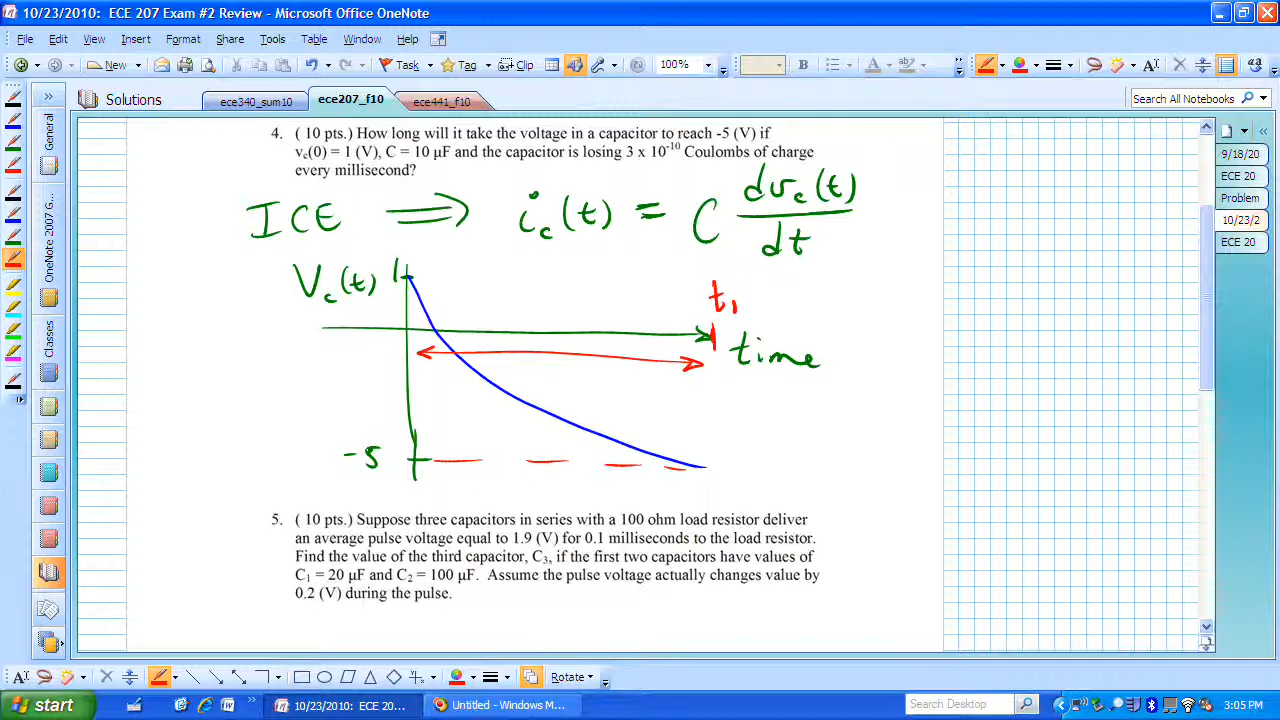 10/23/2010: ECE 207 Exam #2 Review - Microsoft Office OneNote
File Edit View Insert Format Share Tools Table Window Help
New Task Tag Clip 100% B A ab
Solutions ece340_sum10 ece207_f10 ece441_f10 Search All Notebooks
General
OneNote 2007 G...
Classes
9/18/20
ECE 20
Problem
10/23/2
ECE 20
4. ( 10 pts.) How long will it take the voltage in a capacitor to reach -5 (V) if
vc(0) = 1 (V), C = 10 μF and the capacitor is losing 3 x 10⁻¹⁰ Coulombs of charge
every millisecond?
ICE ⟹ ic(t) = C dvc(t)/dt
Vc(t) 1
t1
time
-5
5. ( 10 pts.) Suppose three capacitors in series with a 100 ohm load resistor deliver
an average pulse voltage equal to 1.9 (V) for 0.1 milliseconds to the load resistor.
Find the value of the third capacitor, C₃, if the first two capacitors have values of
C₁ = 20 μF and C₂ = 100 μF. Assume the pulse voltage actually changes value by
0.2 (V) during the pulse.
A Rotate
start 10/23/2010: ECE 20... Untitled - Windows M... Search Desktop 3:05 PM